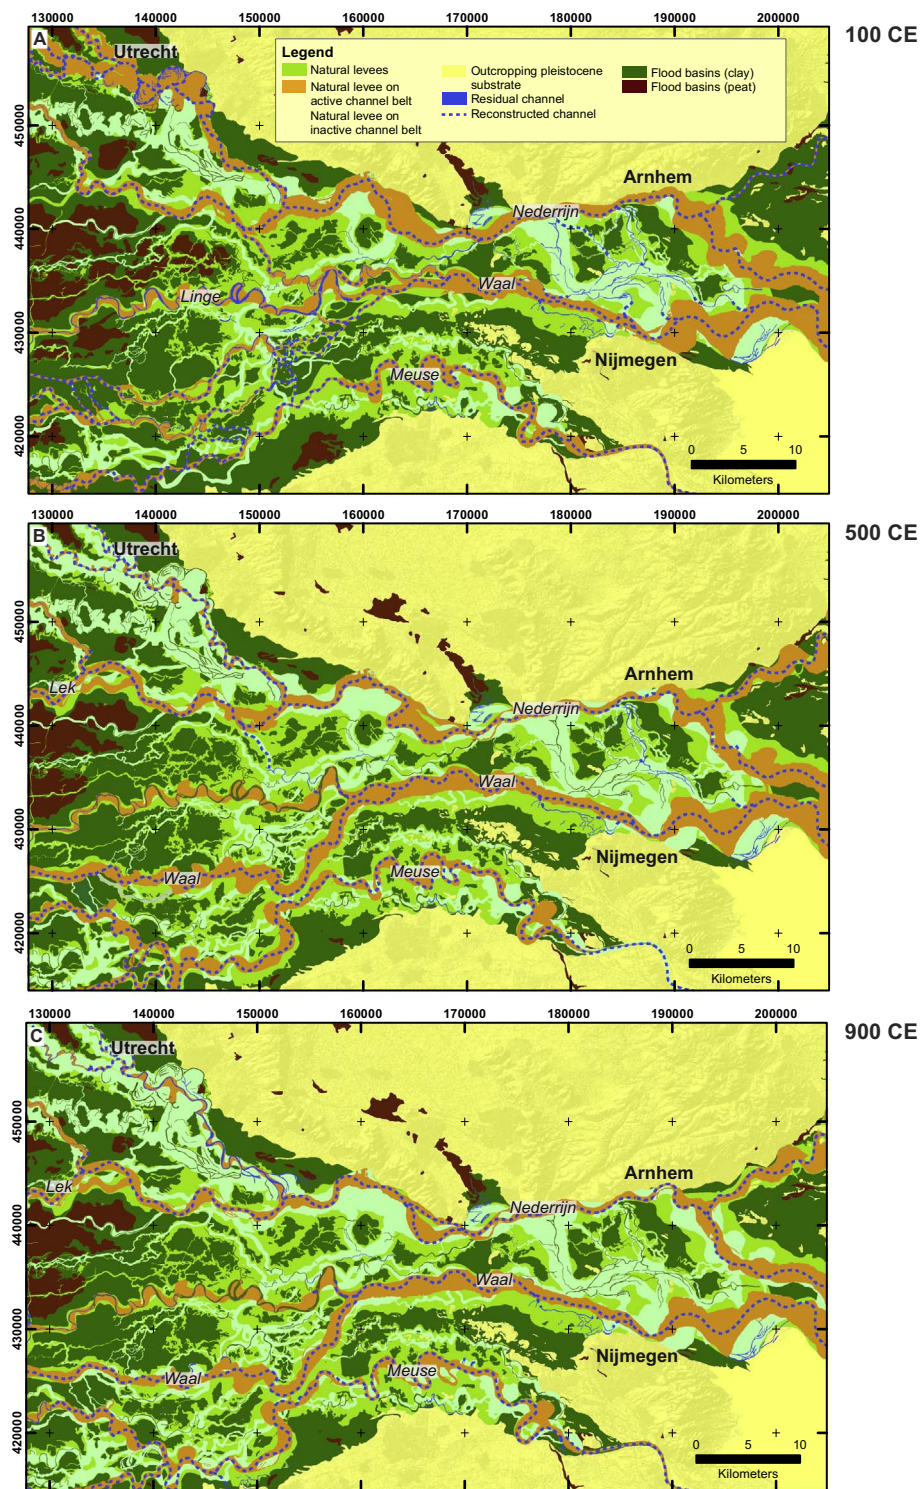 130000 140000 150000 160000 170000 180000 190000 200000
100 CE
A
Utrecht
Legend
Natural levees
Natural levee on
active channel belt
Natural levee on
inactive channel belt
Outcropping pleistocene
substrate
Residual channel
Reconstructed channel
Flood basins (clay)
Flood basins (peat)
450000
Arnhem
Nederrijn
440000
Waal
Linge
430000
Nijmegen
Meuse
420000
0 5 10
Kilometers
130000 140000 150000 160000 170000 180000 190000 200000
500 CE
B
Utrecht
450000
Arnhem
Lek
Nederrijn
440000
Waal
430000
Nijmegen
Waal
Meuse
420000
0 5 10
Kilometers
130000 140000 150000 160000 170000 180000 190000 200000
900 CE
C
Utrecht
450000
Arnhem
Lek
Nederrijn
440000
Waal
430000
Nijmegen
Waal
Meuse
420000
0 5 10
Kilometers